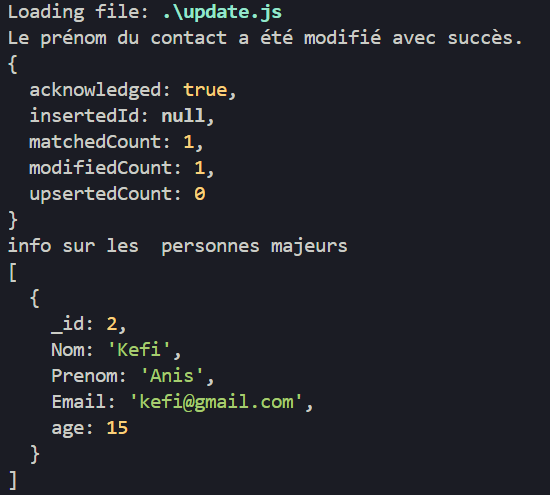 Loading file: .\update.js
Le prénom du contact a été modifié avec succès.
{
  acknowledged: true,
  insertedId: null,
  matchedCount: 1,
  modifiedCount: 1,
  upsertedCount: 0
}
info sur les  personnes majeurs
[
  {
    _id: 2,
    Nom: 'Kefi',
    Prenom: 'Anis',
    Email: 'kefi@gmail.com',
    age: 15
  }
]